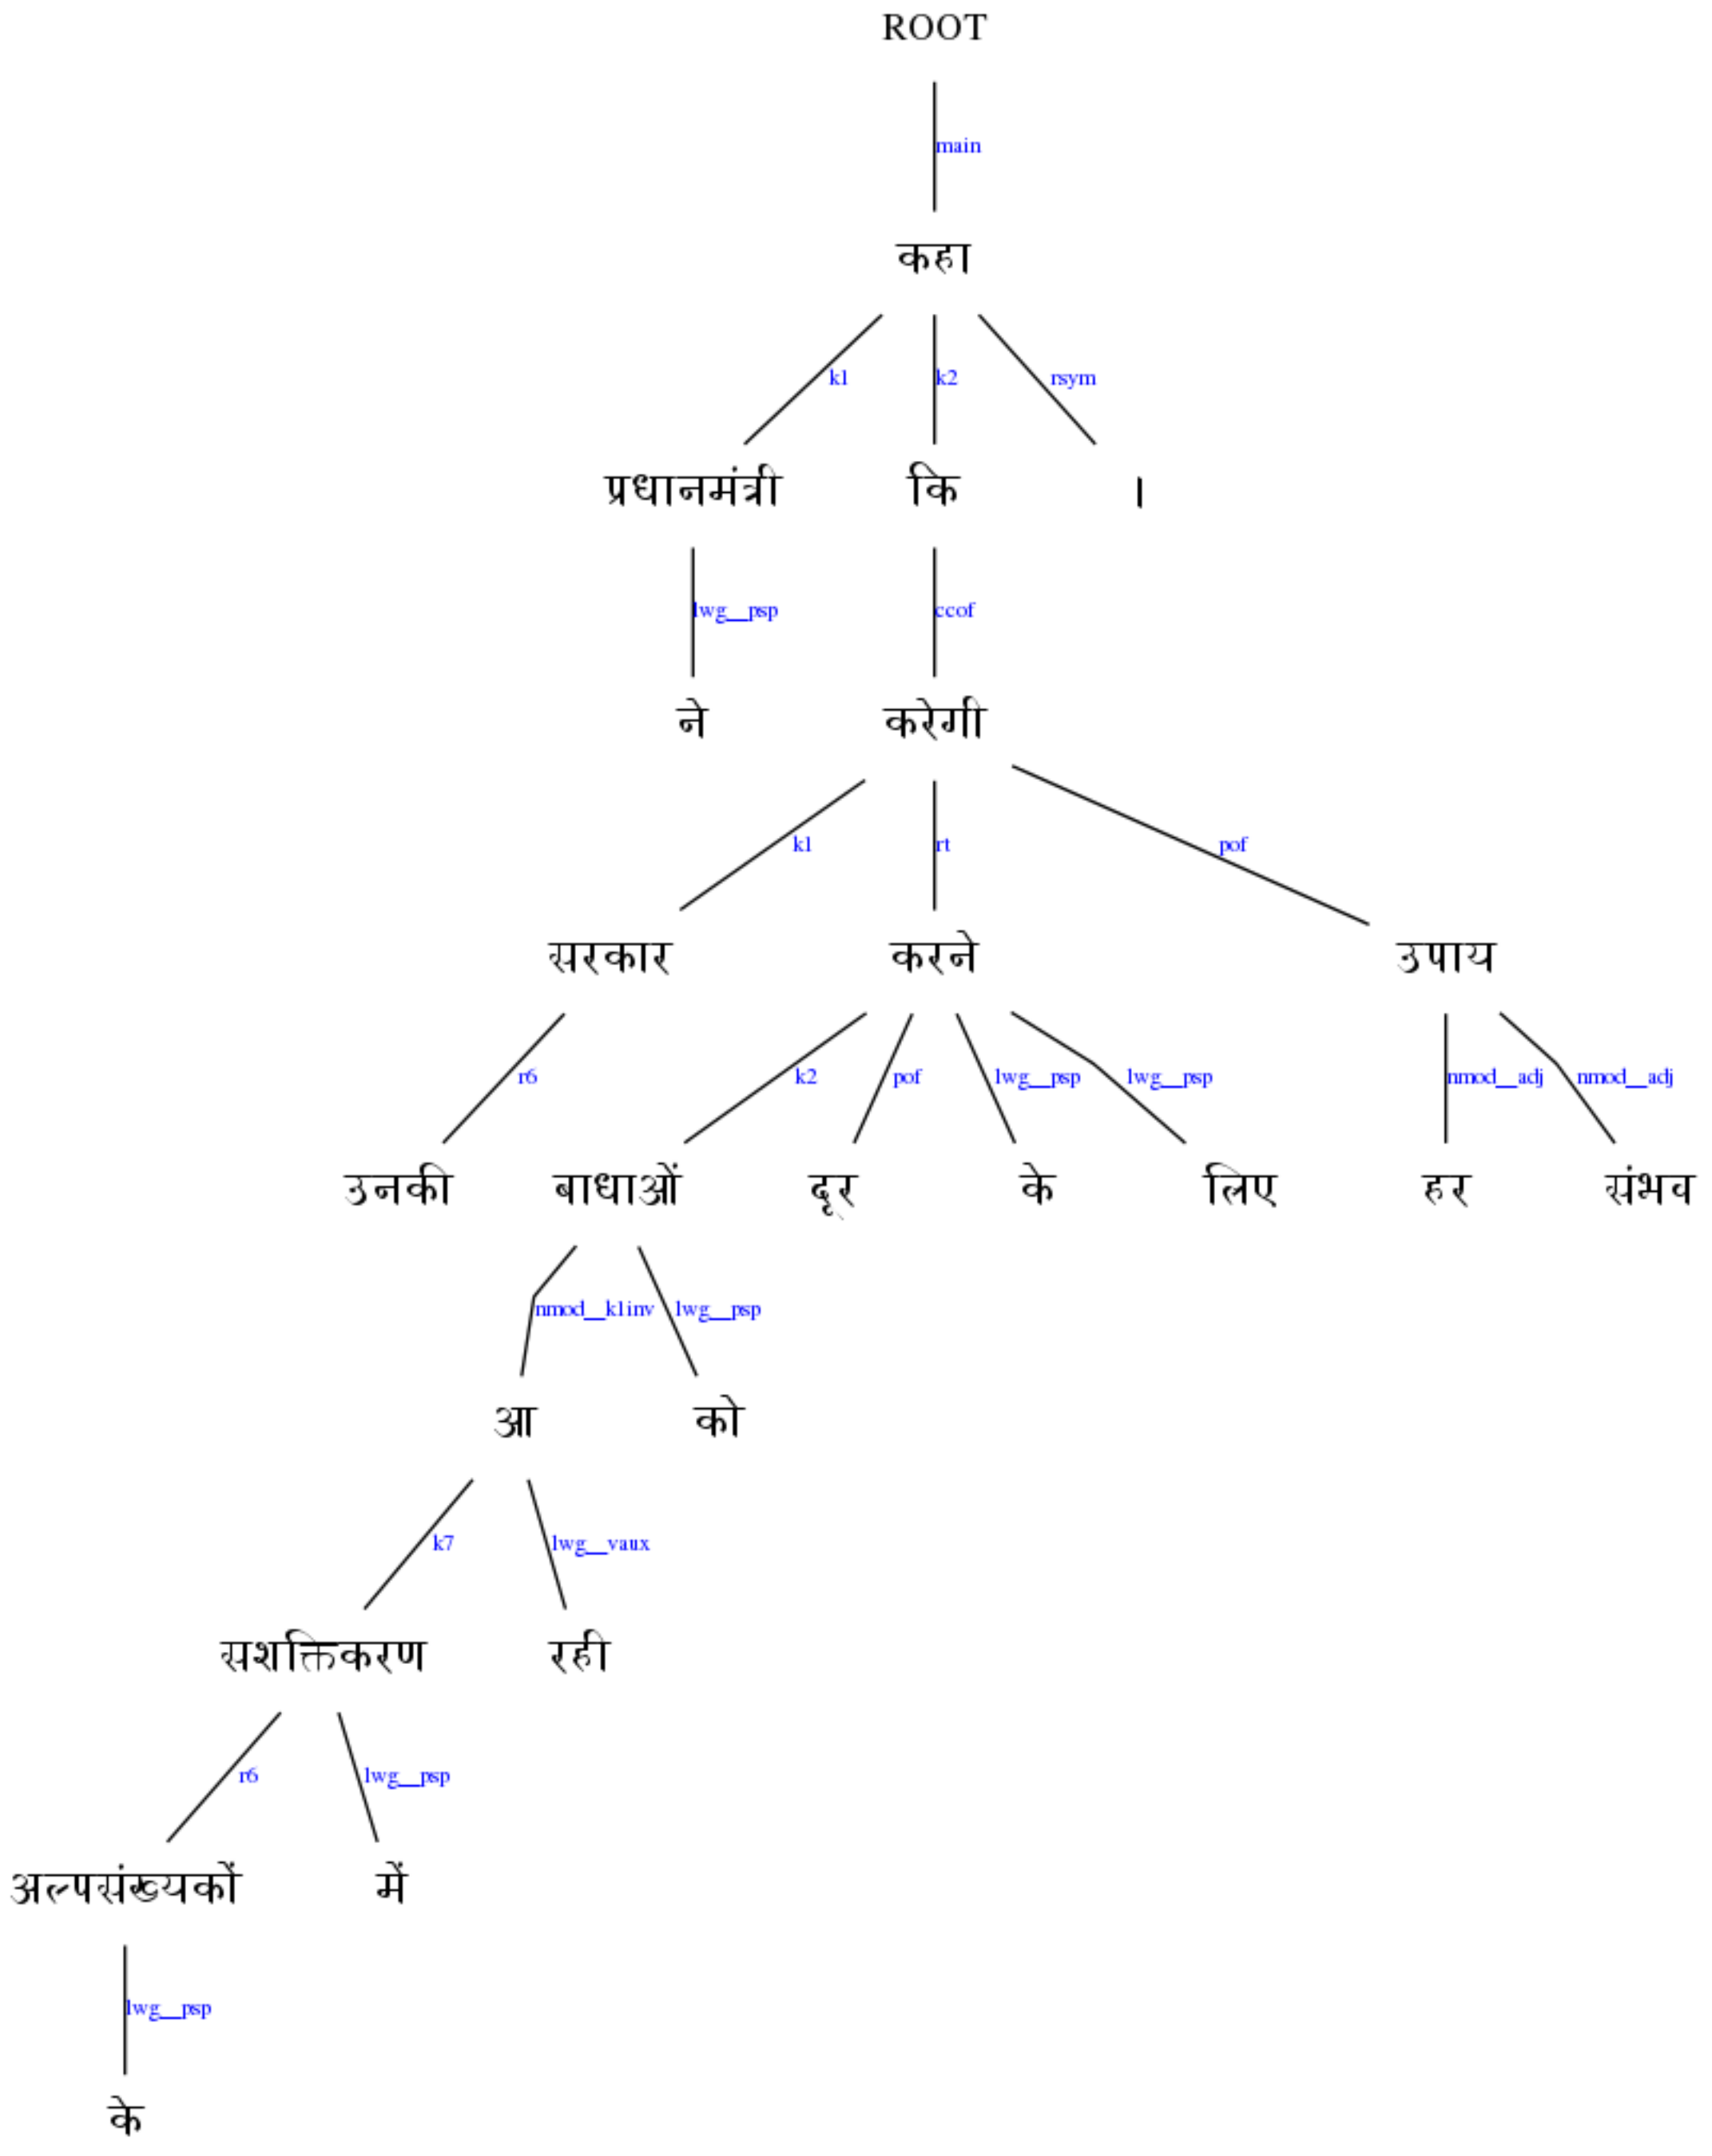 ROOT
main
कहा
k1 k2 rsym
प्रधानमंत्री कि ।
lwg__psp ccof
ने करेगी
k1 rt pof
सरकार करने उपाय
r6 k2 pof lwg__psp lwg__psp nmod__adj nmod__adj
उनकी बाधाओं दूर के लिए हर संभव
nmod__k1inv lwg__psp
आ को
k7 lwg__vaux
सशक्तिकरण रही
r6 lwg__psp
अल्पसंख्यकों में
lwg__psp
के